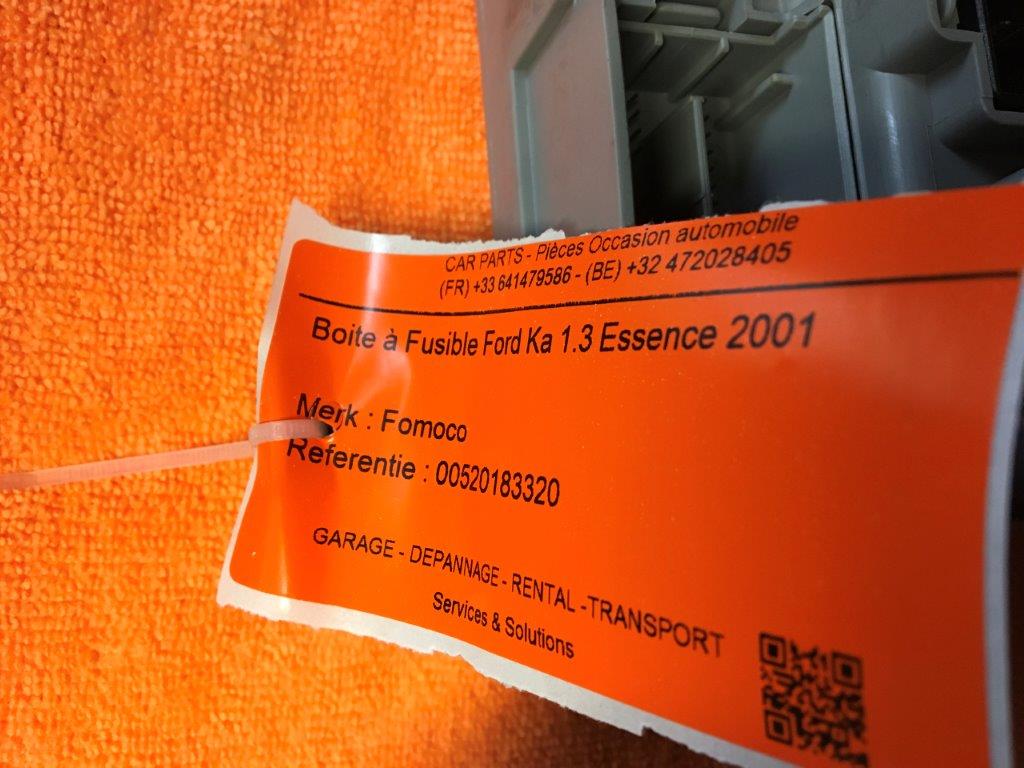 CAR PARTS - Pièces Occasion automobile
(FR) +33 641479586 - (BE) +32 472028405
Boite à Fusible Ford Ka 1.3 Essence 2001
Merk : Fomoco
Referentie : 00520183320
GARAGE - DEPANNAGE - RENTAL -TRANSPORT
Services & Solutions